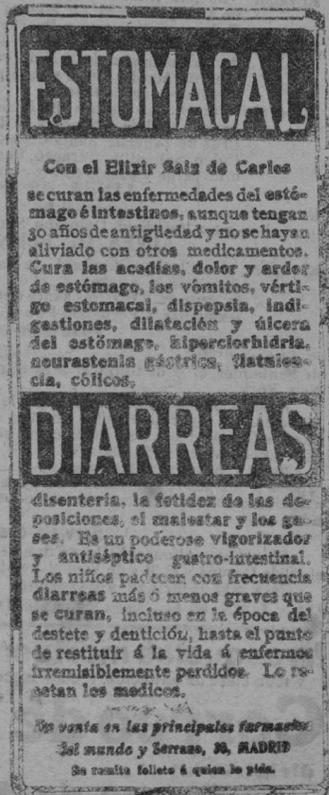 ESTOMACAL
Con el Elixir Saiz de Carlos
se curan las enfermedades del estó-
mago é intestinos, aunque tengan
30 años de antigüedad y no se hayan
aliviado con otros medicamentos.
Cura las acedías, dolor y ardor
de estómago, los vómitos, vérti-
go estomacal, dispepsia, indi-
gestiones, dilatación y úlcera
del estómago, hiperclorhidria,
neurastenia gástrica, flatulen-
cia, cólicos,
DIARREAS
disentería, la fetidez de las de-
posiciones, el malestar y los ga-
ses. Es un poderoso vigorizador
y antiséptico gastro-intestinal.
Los niños padecen con frecuencia
diarreas más ó menos graves que
se curan, incluso en la época del
destete y dentición, hasta el punto
de restituir á la vida á enfermos
irremisiblemente perdidos. Lo re-
cetan los médicos.
De venta en las principales farmacias
del mundo y Serrano, 30, MADRID
Se remite folleto á quien lo pida.